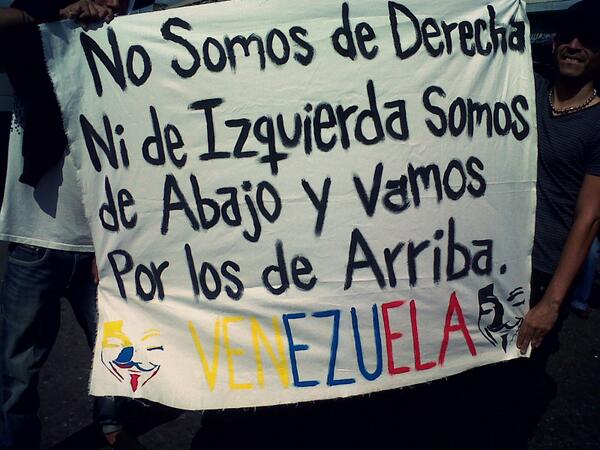 No Somos de Derecha
Ni de Izquierda Somos
de Abajo y Vamos
Por los de Arriba.
VENEZUELA